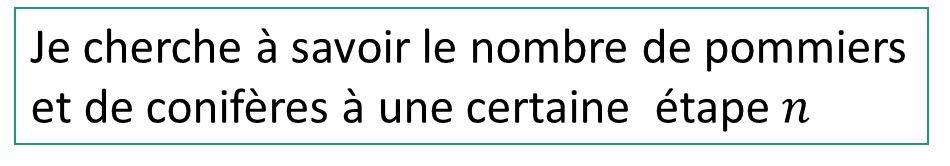 Je cherche à savoir le nombre de pommiers
et de conifères à une certaine étape 𝑛